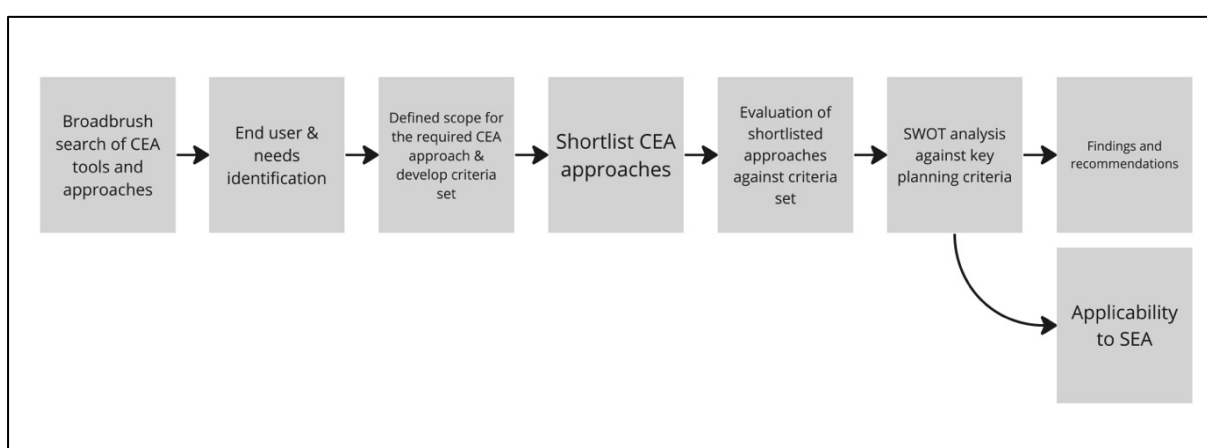 Broadbrush
search of CEA
tools and
approaches
End user &
needs
identification
Defined scope for
the required CEA
approach &
develop criteria
set
Shortlist CEA
approaches
Evaluation of
shortlisted
approaches
against criteria
set
SWOT analysis
against key
planning criteria
Findings and
recommendations
Applicability
to SEA